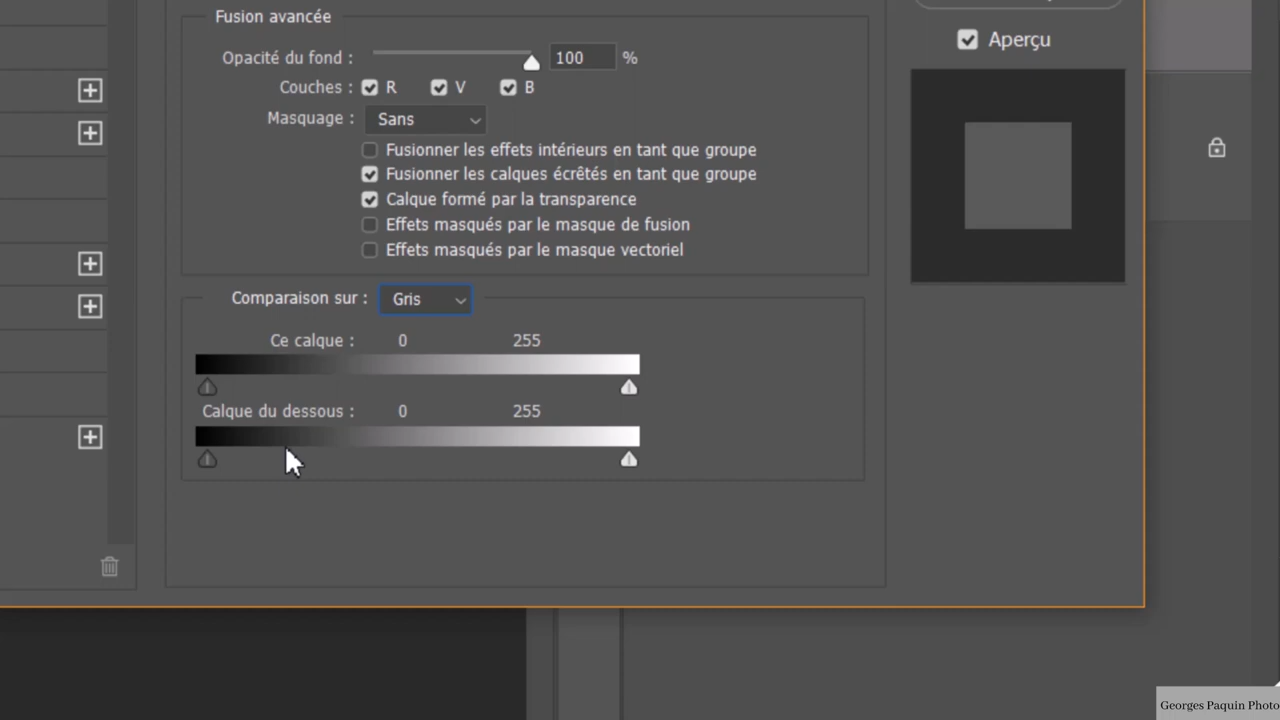 Fusion avancée
Aperçu
Opacité du fond : 100 %
Couches : R V B
Masquage : Sans
Fusionner les effets intérieurs en tant que groupe
Fusionner les calques écrêtés en tant que groupe
Calque formé par la transparence
Effets masqués par le masque de fusion
Effets masqués par le masque vectoriel
Comparaison sur : Gris
Ce calque : 0 255
Calque du dessous : 0 255
Georges Paquin Photo